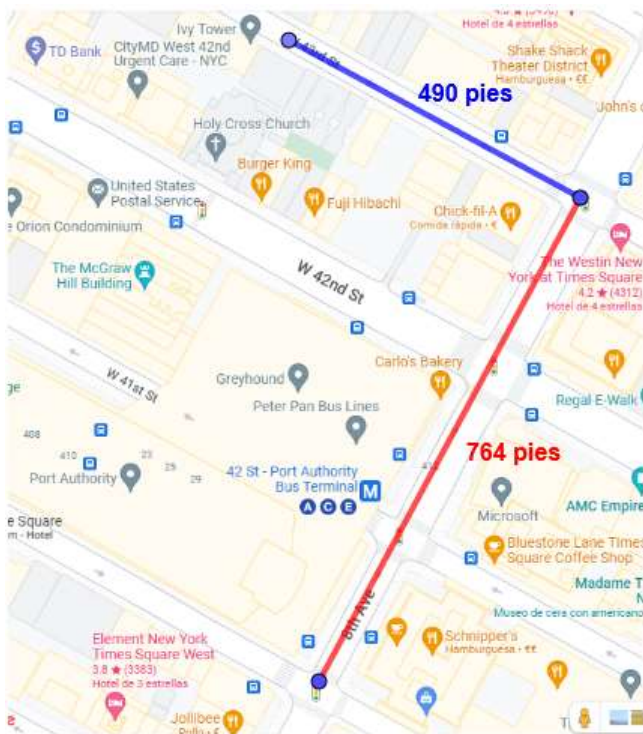 Ivy Tower
Hotel de 4 estrellas
TD Bank
CityMD West 42nd
Urgent Care - NYC
W 43rd St
Shake Shack
Theater District
Hamburguesa • €€
490 pies
John's
Holy Cross Church
Burger King
United States
Postal Service
Fuji Hibachi
Chick-fil-A
Comida rápida • €
e Orion Condominium
The Westin New
York at Times Square
4.2 ★ (4312)
Hotel de 4 estrellas
The McGraw
Hill Building
W 42nd St
Carlo's Bakery
Greyhound
W 41st St
Peter Pan Bus Lines
Regal E-Walk
408
410
23
25
29
764 pies
42 St - Port Authority
Bus Terminal
M
A C E
Port Authority
Microsoft
AMC Empire
e Square
m - Hotel
Bluestone Lane Times
Square Coffee Shop
Madame T
Museo de cera con american
8th Ave
Element New York
Times Square West
3.8 ★ (3383)
Hotel de 3 estrellas
Schnipper's
Hamburguesa • €€
Jollibee